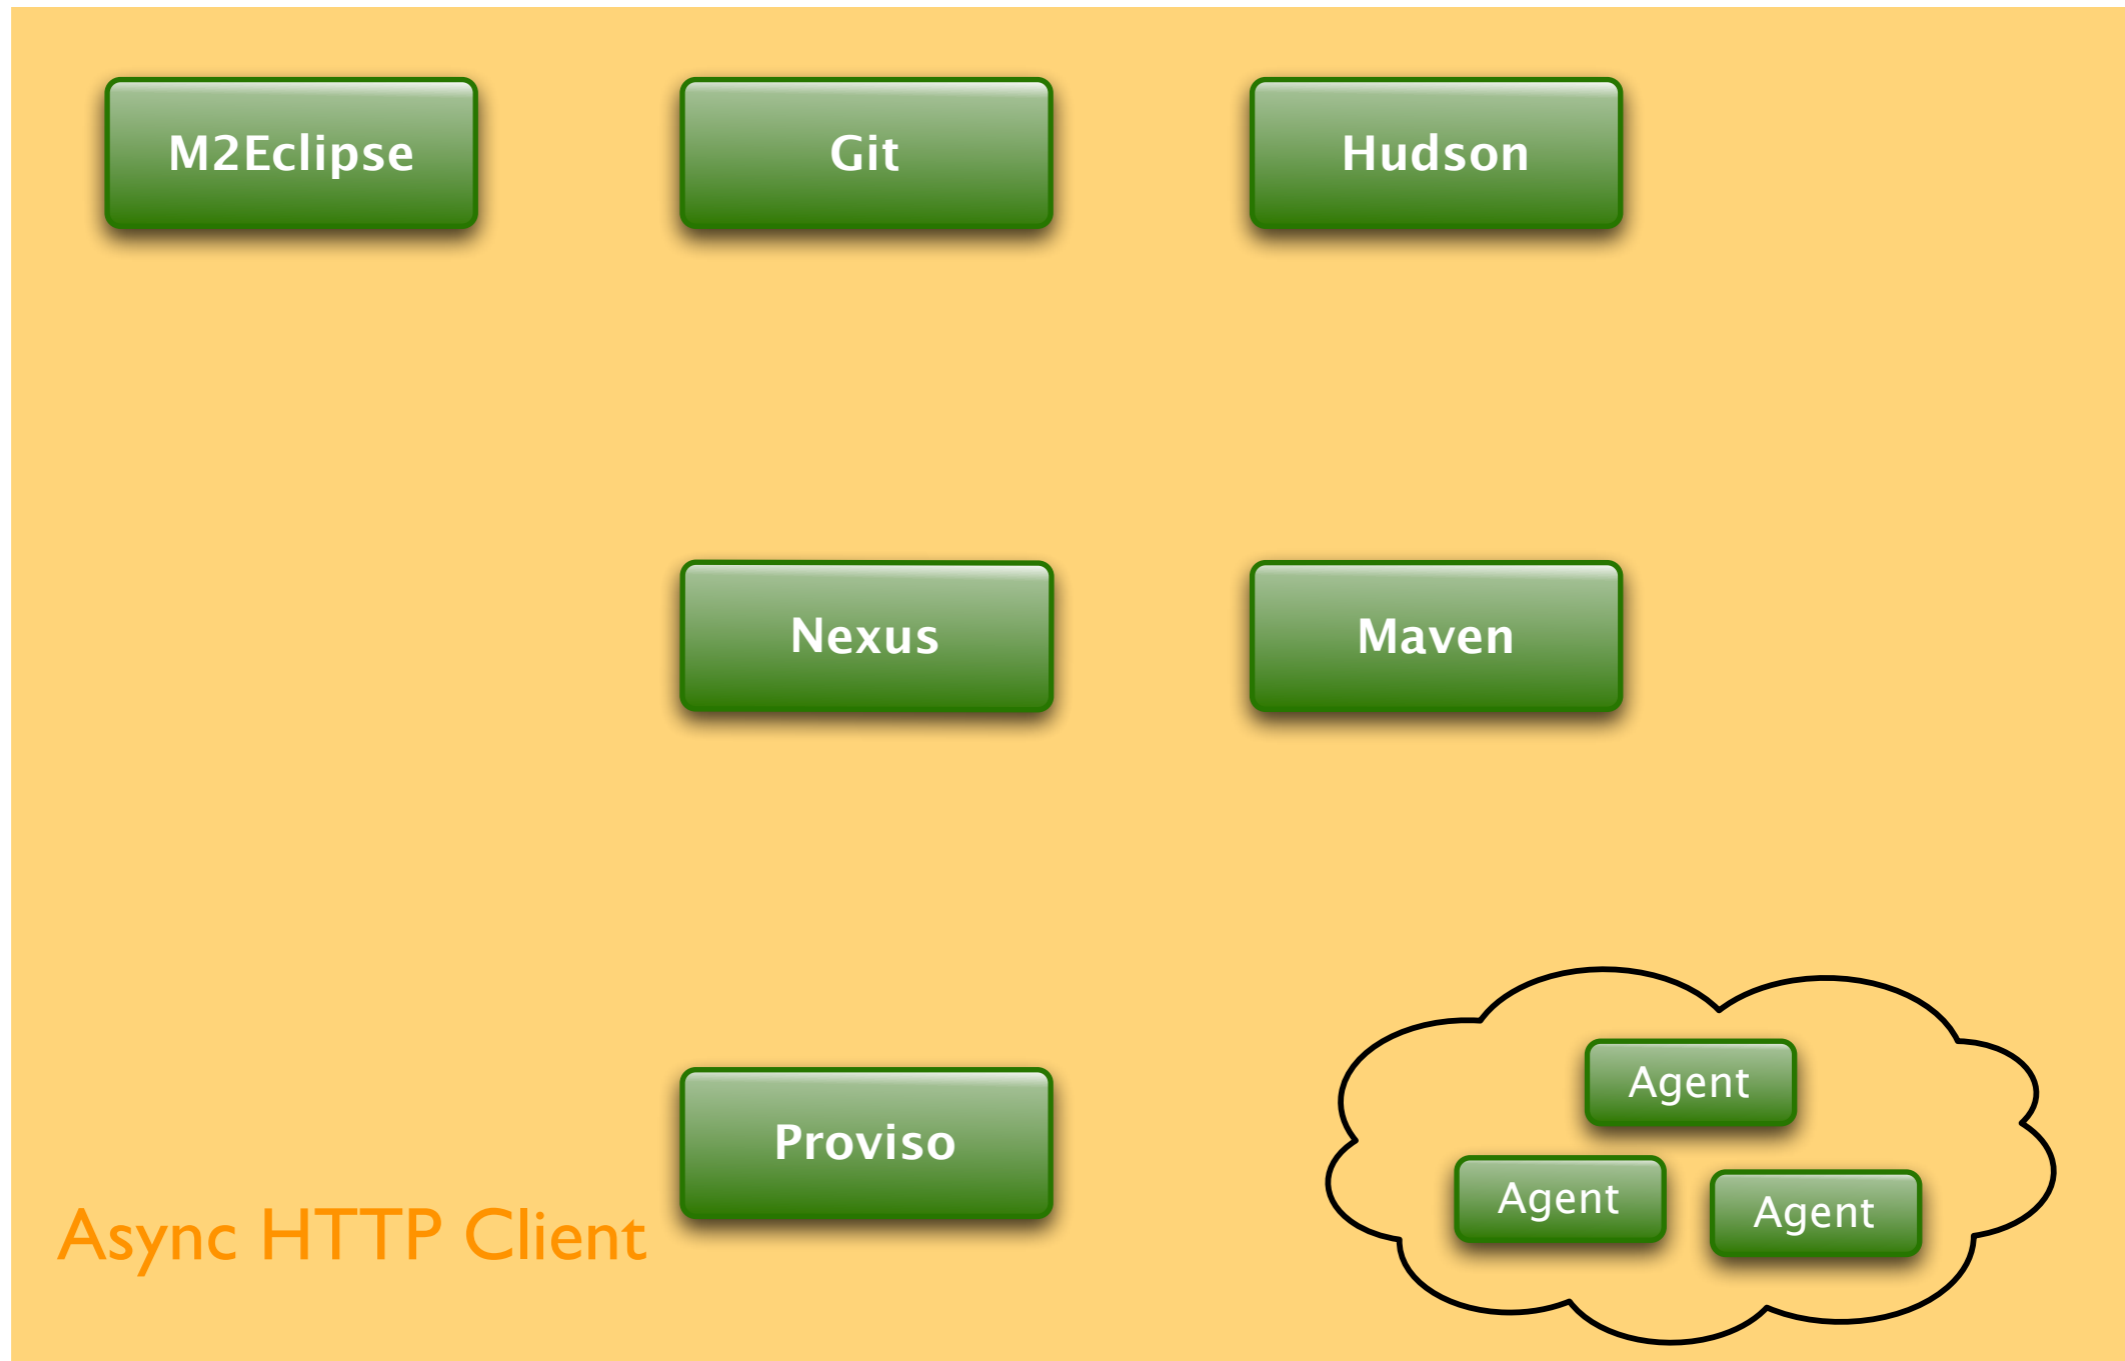 M2Eclipse
Git
Hudson
Nexus
Maven
Proviso
Agent
Agent
Agent
Async HTTP Client